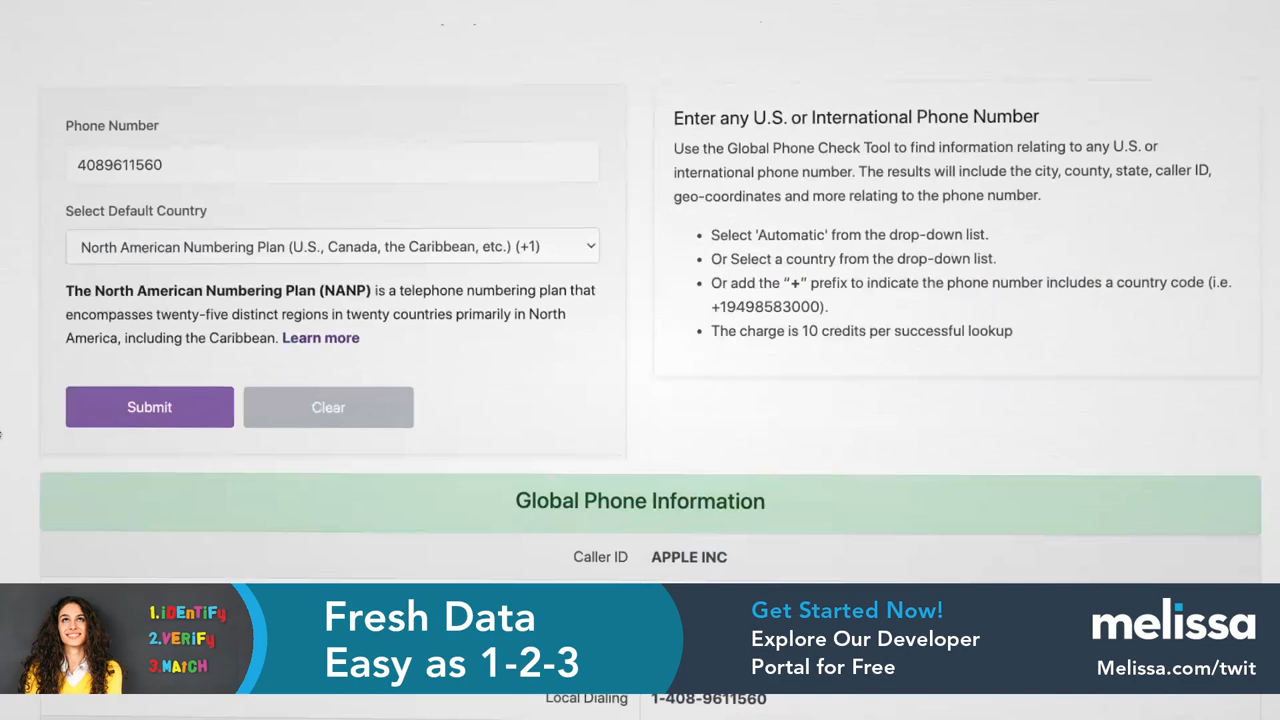 Phone Number
4089611560
Select Default Country
North American Numbering Plan (U.S., Canada, the Caribbean, etc.) (+1)
The North American Numbering Plan (NANP) is a telephone numbering plan that
encompasses twenty-five distinct regions in twenty countries primarily in North
America, including the Caribbean. Learn more
Submit
Clear
Enter any U.S. or International Phone Number
Use the Global Phone Check Tool to find information relating to any U.S. or
international phone number. The results will include the city, county, state, caller ID,
geo-coordinates and more relating to the phone number.
• Select 'Automatic' from the drop-down list.
• Or Select a country from the drop-down list.
• Or add the “+” prefix to indicate the phone number includes a country code (i.e.
+19498583000).
• The charge is 10 credits per successful lookup
Global Phone Information
Caller ID APPLE INC
1.iDEnTiFy
2.VERiFy
3.MAtCH
Fresh Data
Easy as 1-2-3
Get Started Now!
Explore Our Developer
Portal for Free
melissa
Melissa.com/twit
Local Dialing 1-408-9611560